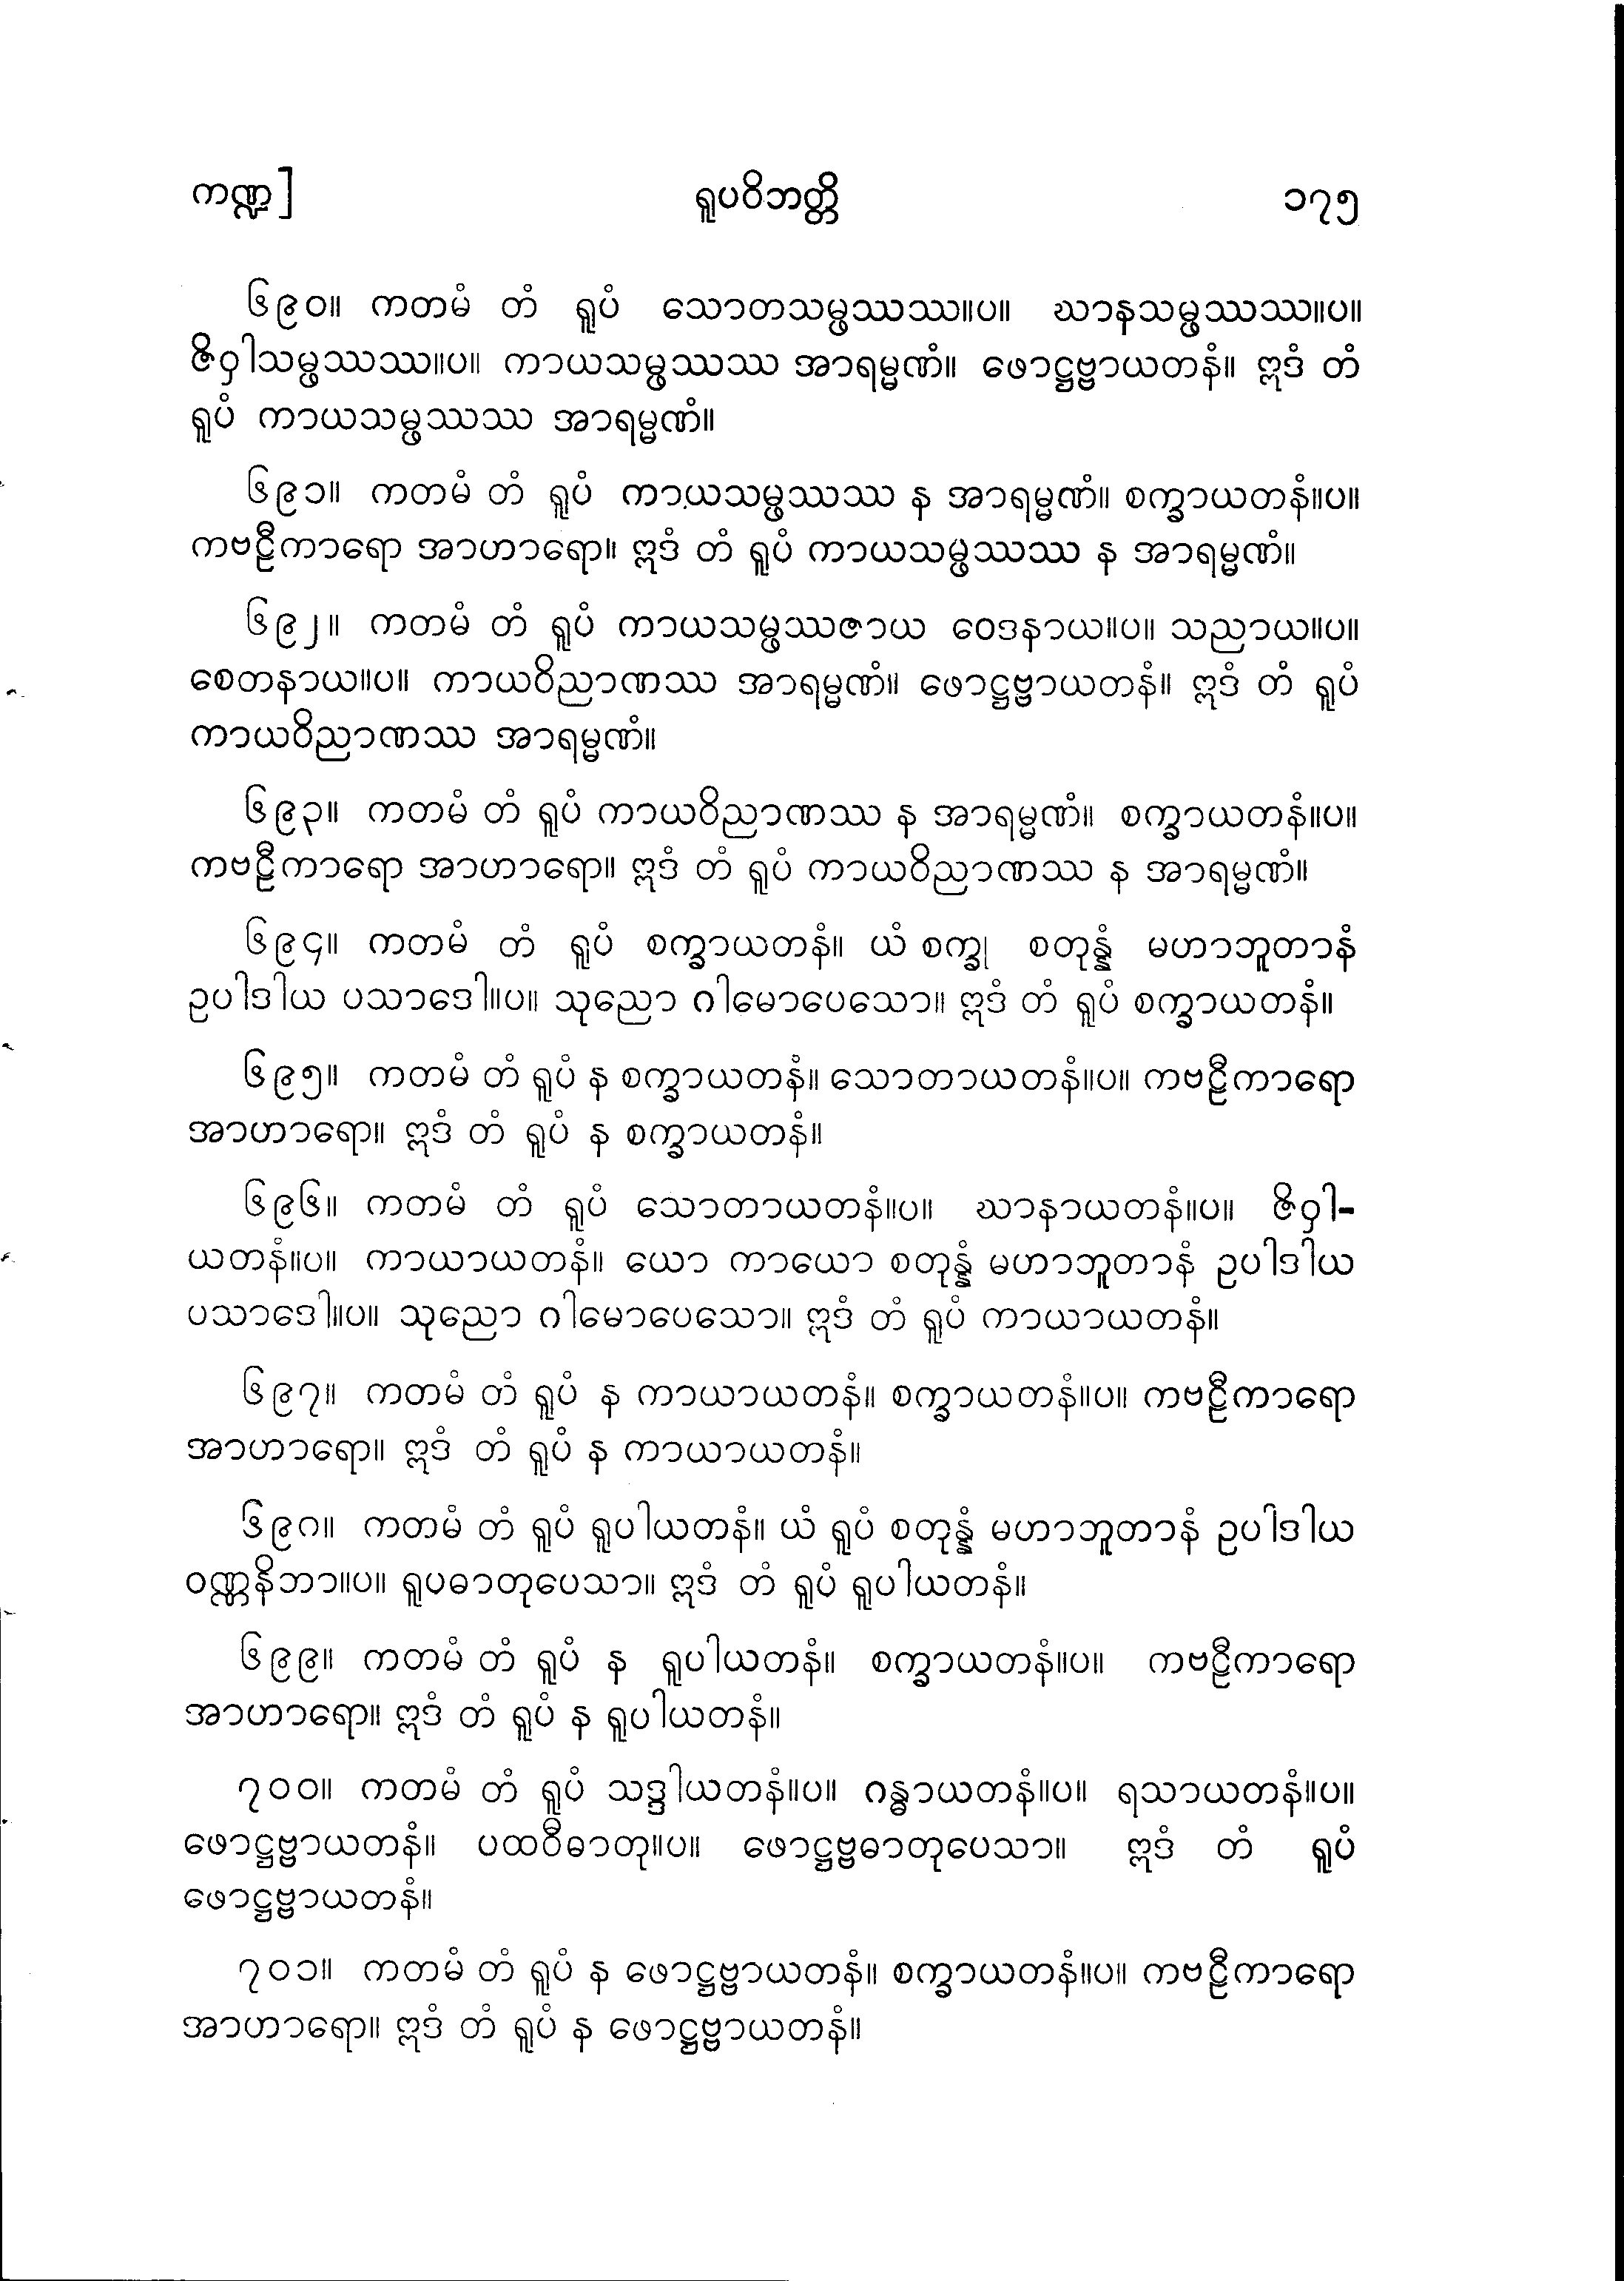 ကဏ္ဍ] ရူပဝိဘတ္တိ ၁၇၅
၆၉၀။ ကတမံ တံ ရူပံ သောတသမ္ဖဿဿ။ပ။ ဃာနသမ္ဖဿဿ။ပ။
ဇိဝှါသမ္ဖဿဿ။ပ။ ကာယသမ္ဖဿဿ အာရမ္မဏံ။ ဖောဋ္ဌဗ္ဗာယတနံ။ ဣဒံ တံ
ရူပံ ကာယသမ္ဖဿဿ အာရမ္မဏံ။
၆၉၁။ ကတမံ တံ ရူပံ ကာယသမ္ဖဿဿ န အာရမ္မဏံ။ စက္ခာယတနံ။ပ။
ကဗဠီကာရော အာဟာရော။ ဣဒံ တံ ရူပံ ကာယသမ္ဖဿဿ န အာရမ္မဏံ။
၆၉၂။ ကတမံ တံ ရူပံ ကာယသမ္ဖဿဇာယ ဝေဒနာယ။ပ။ သညာယ။ပ။
စေတနာယ။ပ။ ကာယဝိညာဏဿ အာရမ္မဏံ။ ဖောဋ္ဌဗ္ဗာယတနံ။ ဣဒံ တံ ရူပံ
ကာယဝိညာဏဿ အာရမ္မဏံ။
၆၉၃။ ကတမံ တံ ရူပံ ကာယဝိညာဏဿ န အာရမ္မဏံ။ စက္ခာယတနံ။ပ။
ကဗဠီကာရော အာဟာရော။ ဣဒံ တံ ရူပံ ကာယဝိညာဏဿ န အာရမ္မဏံ။
၆၉၄။ ကတမံ တံ ရူပံ စက္ခာယတနံ။ ယံ စက္ခု စတုန္နံ မဟာဘူတာနံ
ဥပါဒါယ ပသာဒေါ။ပ။ သုညော ဂါမောပေသော။ ဣဒံ တံ ရူပံ စက္ခာယတနံ။
၆၉၅။ ကတမံ တံ ရူပံ န စက္ခာယတနံ။ သောတာယတနံ။ပ။ ကဗဠီကာရော
အာဟာရော။ ဣဒံ တံ ရူပံ န စက္ခာယတနံ။
၆၉၆။ ကတမံ တံ ရူပံ သောတာယတနံ။ပ။ ဃာနာယတနံ။ပ။ ဇိဝှါ-
ယတနံ။ပ။ ကာယာယတနံ။ ယော ကာယော စတုန္နံ မဟာဘူတာနံ ဥပါဒါယ
ပသာဒေါ။ပ။ သုညော ဂါမောပေသော။ ဣဒံ တံ ရူပံ ကာယာယတနံ။
၆၉၇။ ကတမံ တံ ရူပံ န ကာယာယတနံ။ စက္ခာယတနံ။ပ။ ကဗဠီကာရော
အာဟာရော။ ဣဒံ တံ ရူပံ န ကာယာယတနံ။
၆၉၈။ ကတမံ တံ ရူပံ ရူပါယတနံ။ ယံ ရူပံ စတုန္နံ မဟာဘူတာနံ ဥပါဒါယ
ဝဏ္ဏနိဘာ။ပ။ ရူပဓာတုပေသာ။ ဣဒံ တံ ရူပံ ရူပါယတနံ။
၆၉၉။ ကတမံ တံ ရူပံ န ရူပါယတနံ။ စက္ခာယတနံ။ပ။ ကဗဠီကာရော
အာဟာရော။ ဣဒံ တံ ရူပံ န ရူပါယတနံ။
၇၀၀။ ကတမံ တံ ရူပံ သဒ္ဒါယတနံ။ပ။ ဂန္ဓာယတနံ။ပ။ ရသာယတနံ။ပ။
ဖောဋ္ဌဗ္ဗာယတနံ။ ပထဝီဓာတု။ပ။ ဖောဋ္ဌဗ္ဗဓာတုပေသာ။ ဣဒံ တံ ရူပံ
ဖောဋ္ဌဗ္ဗာယတနံ။
၇၀၁။ ကတမံ တံ ရူပံ န ဖောဋ္ဌဗ္ဗာယတနံ။ စက္ခာယတနံ။ပ။ ကဗဠီကာရော
အာဟာရော။ ဣဒံ တံ ရူပံ န ဖောဋ္ဌဗ္ဗာယတနံ။